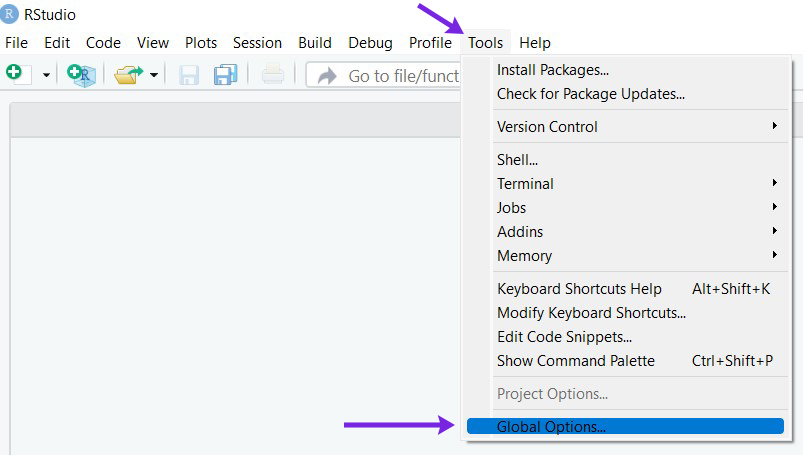 RStudio
File Edit Code View Plots Session Build Debug Profile Tools Help
R Go to file/funct
Install Packages...
Check for Package Updates...
Version Control
Shell...
Terminal
Jobs
Addins
Memory
Keyboard Shortcuts Help Alt+Shift+K
Modify Keyboard Shortcuts...
Edit Code Snippets...
Show Command Palette Ctrl+Shift+P
Project Options...
Global Options...